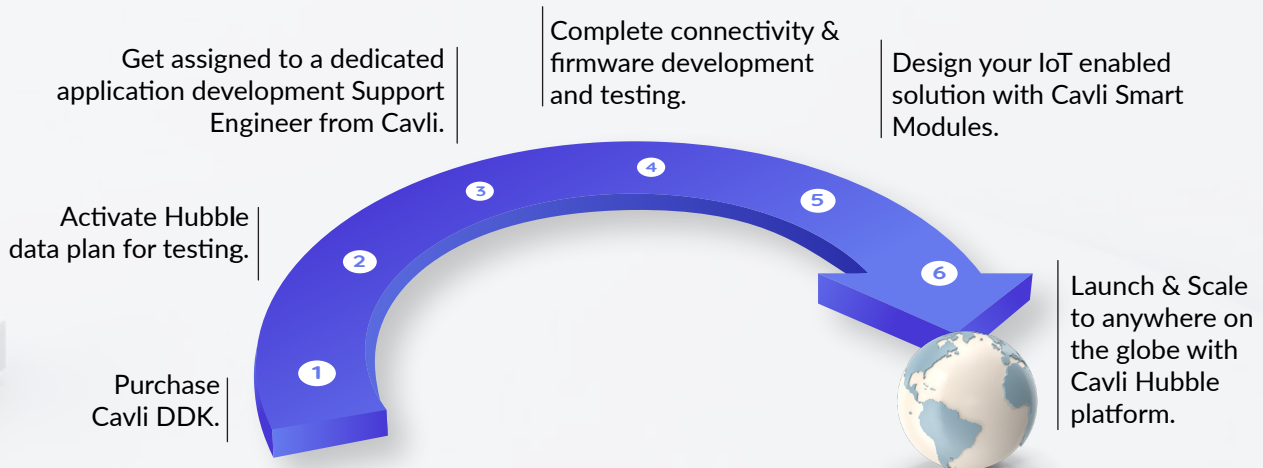 1
Purchase
Cavli DDK.
2
Activate Hubble
data plan for testing.
3
Get assigned to a dedicated
application development Support
Engineer from Cavli.
4
Complete connectivity &
firmware development
and testing.
5
Design your IoT enabled
solution with Cavli Smart
Modules.
6
Launch & Scale
to anywhere on
the globe with
Cavli Hubble
platform.